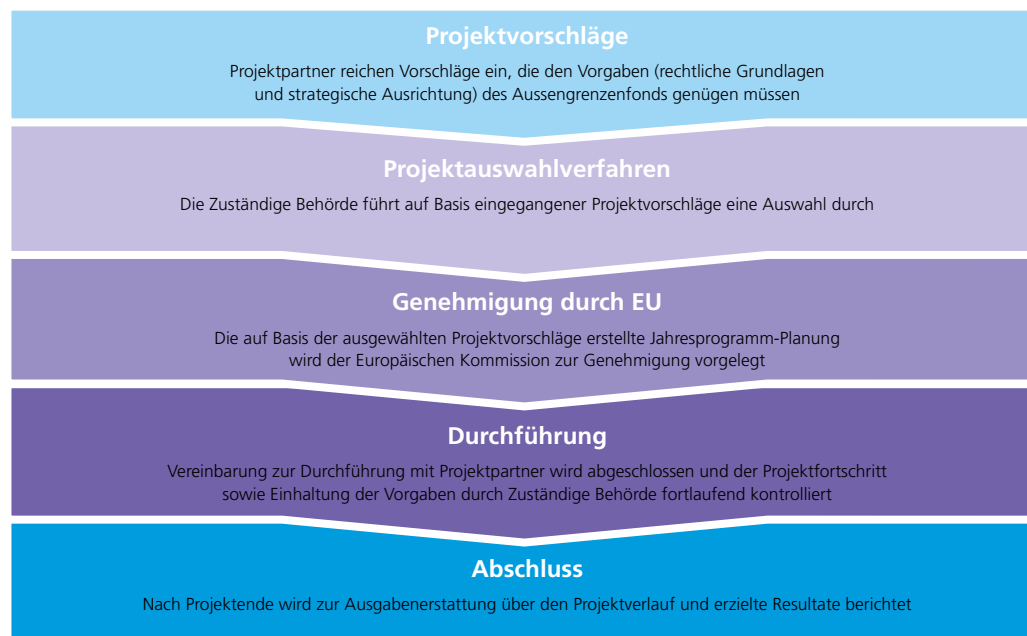 Projektvorschläge
Projektpartner reichen Vorschläge ein, die den Vorgaben (rechtliche Grundlagen
und strategische Ausrichtung) des Aussengrenzenfonds genügen müssen
Projektauswahlverfahren
Die Zuständige Behörde führt auf Basis eingegangener Projektvorschläge eine Auswahl durch
Genehmigung durch EU
Die auf Basis der ausgewählten Projektvorschläge erstellte Jahresprogramm-Planung
wird der Europäischen Kommission zur Genehmigung vorgelegt
Durchführung
Vereinbarung zur Durchführung mit Projektpartner wird abgeschlossen und der Projektfortschritt
sowie Einhaltung der Vorgaben durch Zuständige Behörde fortlaufend kontrolliert
Abschluss
Nach Projektende wird zur Ausgabenerstattung über den Projektverlauf und erzielte Resultate berichtet